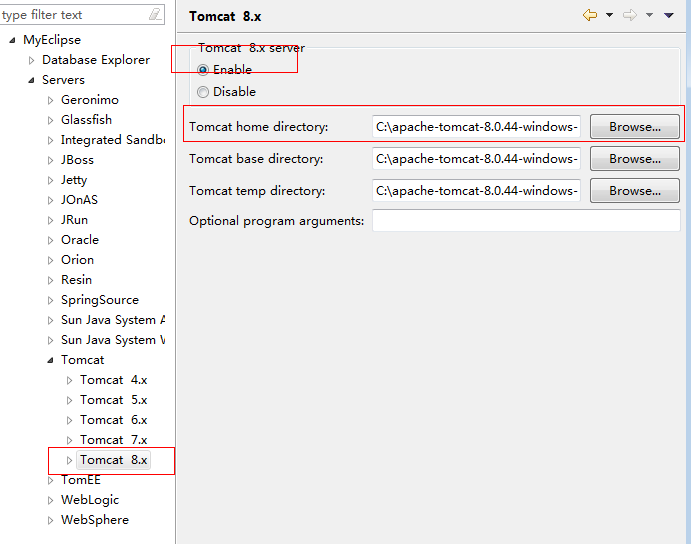 type filter text
MyEclipse
Database Explorer
Servers
Geronimo
Glassfish
Integrated Sandb
JBoss
Jetty
JOnAS
JRun
Oracle
Orion
Resin
SpringSource
Sun Java System A
Sun Java System W
Tomcat
Tomcat 4.x
Tomcat 5.x
Tomcat 6.x
Tomcat 7.x
Tomcat 8.x
TomEE
WebLogic
WebSphere
Tomcat 8.x
Tomcat 8.x server
Enable
Disable
Tomcat home directory: C:\apache-tomcat-8.0.44-windows- Browse...
Tomcat base directory: C:\apache-tomcat-8.0.44-windows- Browse...
Tomcat temp directory: C:\apache-tomcat-8.0.44-windows- Browse...
Optional program arguments: